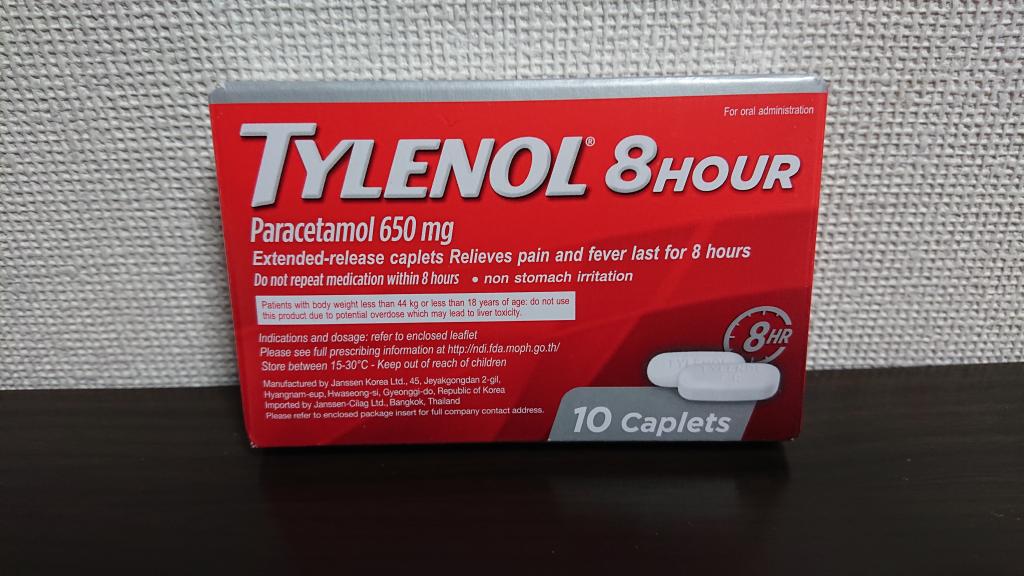 For oral administration
TYLENOL® 8HOUR
Paracetamol 650 mg
Extended-release caplets Relieves pain and fever last for 8 hours
Do not repeat medication within 8 hours • non stomach irritation
Patients with body weight less than 44 kg or less than 18 years of age: do not use
this product due to potential overdose which may lead to liver toxicity.
Indications and dosage: refer to enclosed leaflet
Please see full prescribing information at http://ndi.fda.moph.go.th/
Store between 15-30°C - Keep out of reach of children
Manufactured by Janssen Korea Ltd., 45, Jeyakgongdan 2-gil,
Hyangnam-eup, Hwaseong-si, Gyeonggi-do, Republic of Korea
Imported by Janssen-Cilag Ltd., Bangkok, Thailand
Please refer to enclosed package insert for full company contact address.
8HR
10 Caplets